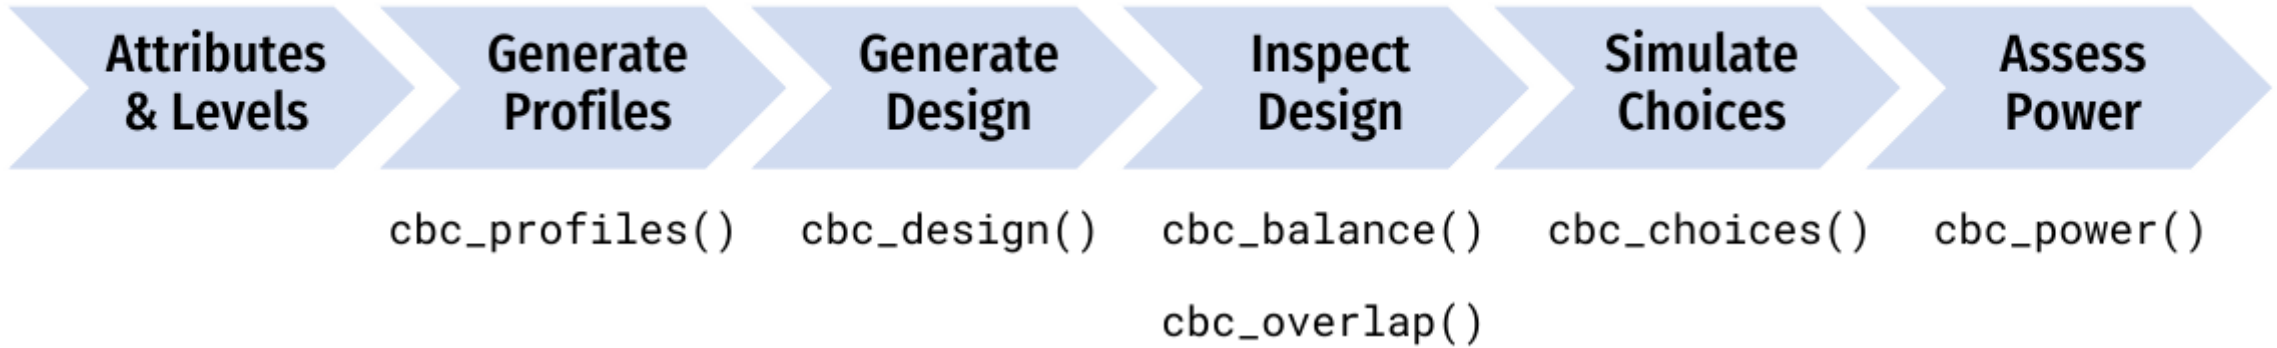 Attributes
& Levels
Generate
Profiles
Generate
Design
Inspect
Design
Simulate
Choices
Assess
Power
cbc_profiles()
cbc_design()
cbc_balance()
cbc_choices()
cbc_power()
cbc_overlap()